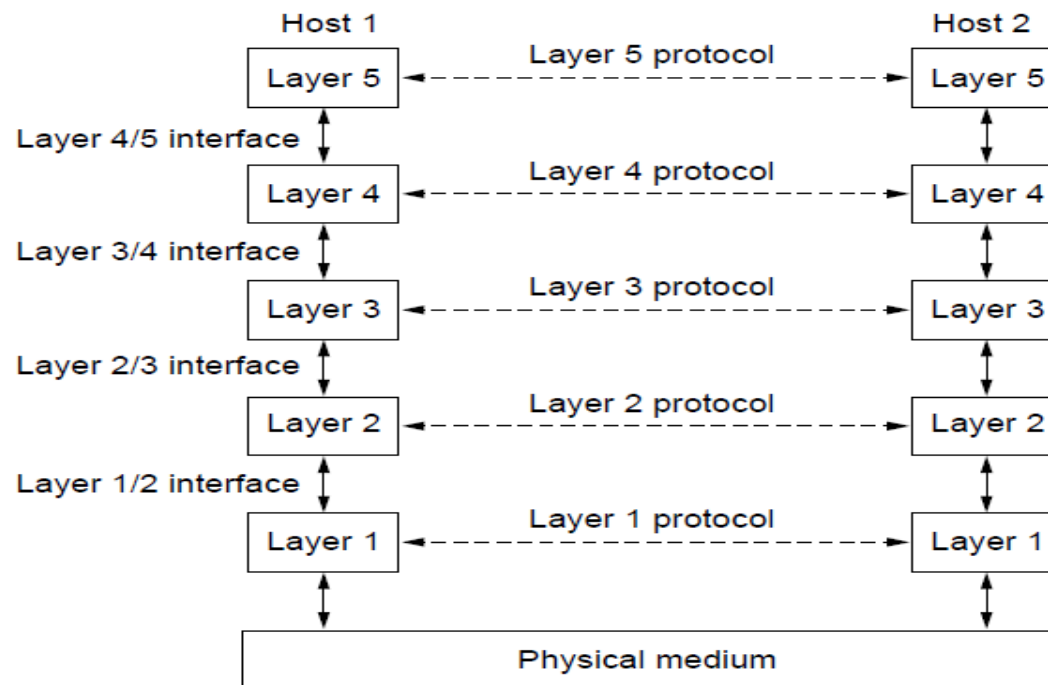 Host 1
Host 2
Layer 5 protocol
Layer 5
Layer 5
Layer 4/5 interface
Layer 4 protocol
Layer 4
Layer 4
Layer 3/4 interface
Layer 3 protocol
Layer 3
Layer 3
Layer 2/3 interface
Layer 2 protocol
Layer 2
Layer 2
Layer 1/2 interface
Layer 1 protocol
Layer 1
Layer 1
Physical medium